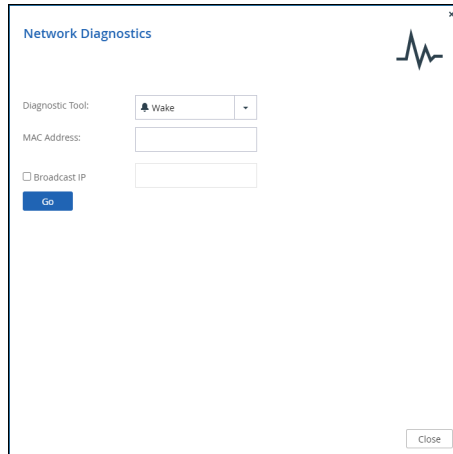 Network Diagnostics
Diagnostic Tool:
Wake
MAC Address:
Broadcast IP
Go
Close